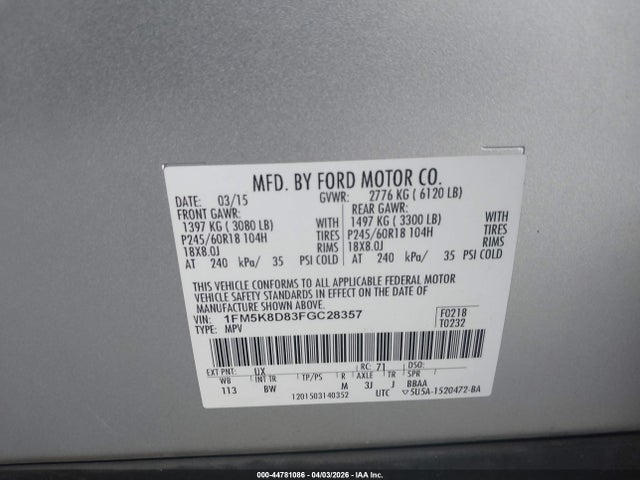 MFD. BY FORD MOTOR CO.
DATE: 03/15 GVWR: 2776 KG ( 6120 LB)
FRONT GAWR: REAR GAWR:
1397 KG ( 3080 LB) WITH 1497 KG ( 3300 LB) WITH
P245/60R18 104H TIRES P245/60R18 104H TIRES
18X8.0J RIMS 18X8.0J RIMS
AT 240 kPa/ 35 PSI COLD AT 240 kPa/ 35 PSI COLD
THIS VEHICLE CONFORMS TO ALL APPLICABLE FEDERAL MOTOR
VEHICLE SAFETY STANDARDS IN EFFECT ON THE DATE OF
MANUFACTURE SHOWN ABOVE.
VIN: 1FM5K8D83FGC28357 F0218
TYPE: MPV T0232
EXT PNT: UX RC: 71 DSO:
WB INT TR TP/PS R AXLE TR SPR
113 BW M 3J J BBAA
1201503140352 UTC 5U5A-1520472-BA
000-44781086 - 04/03/2026 - IAA Inc.